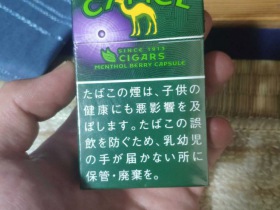 CAMEL
SINCE 1913
CIGARS
MENTHOL BERRY CAPSULE
たばこの煙は、子供の
健康にも悪影響を及
ぼします。たばこの誤
飲を防ぐため、乳幼児
の手が届かない所に
保管・廃棄を。